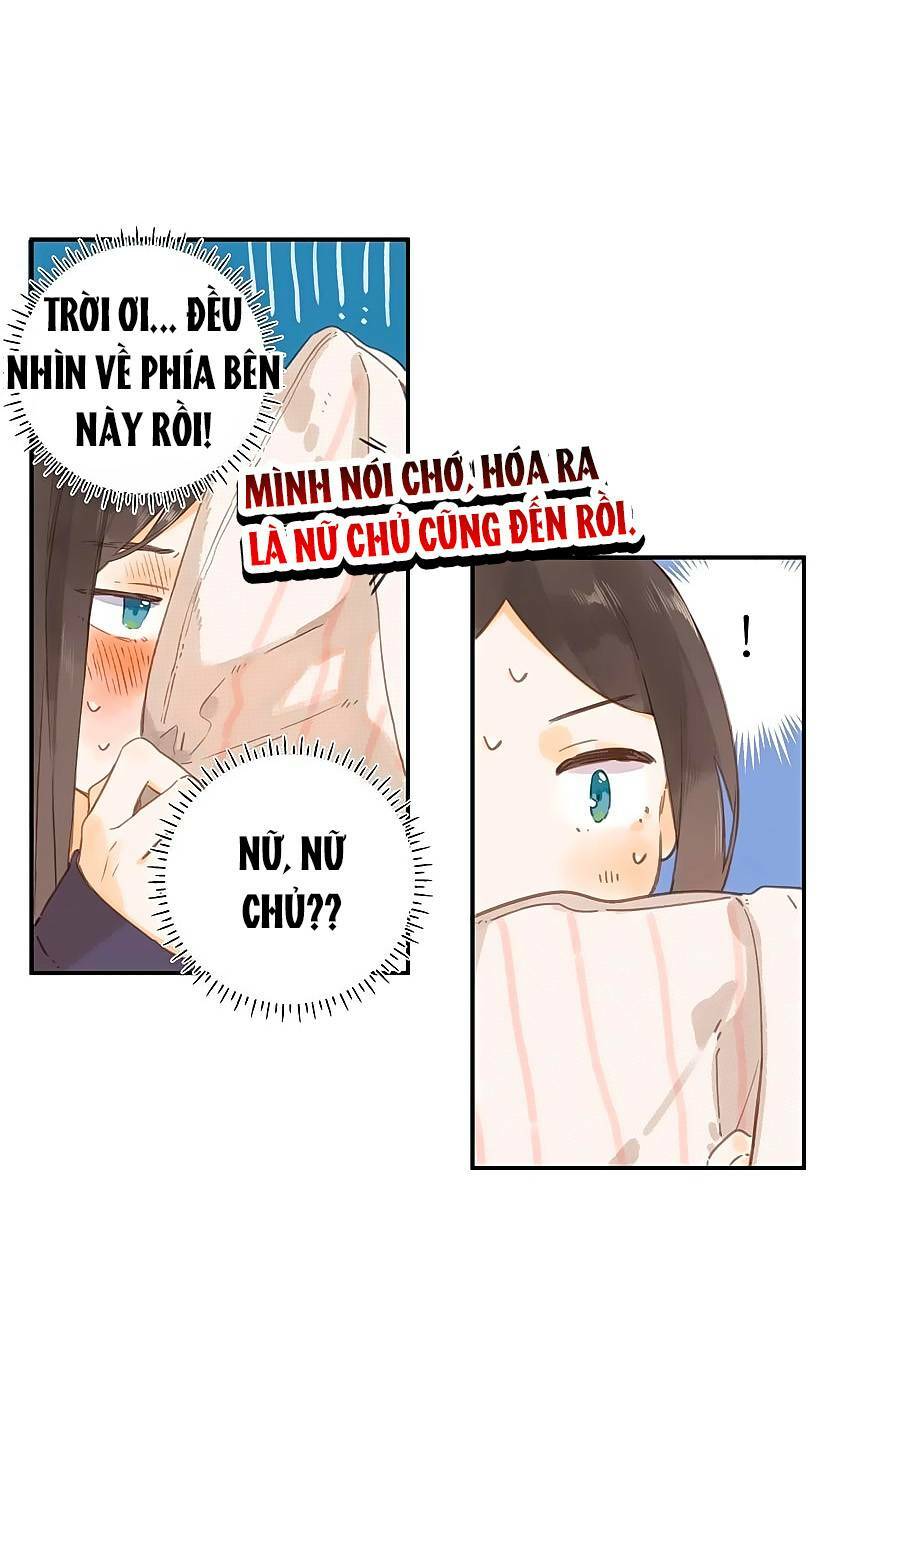 TRỜI ƠI... ĐỀU
NHÌN VỀ PHÍA BÊN
NÀY RỒI!
MÌNH NÓI CHỚ, HÓA RA
LÀ NỮ CHỦ CŨNG ĐẾN RỒI.
!
NỮ, NỮ
CHỦ??